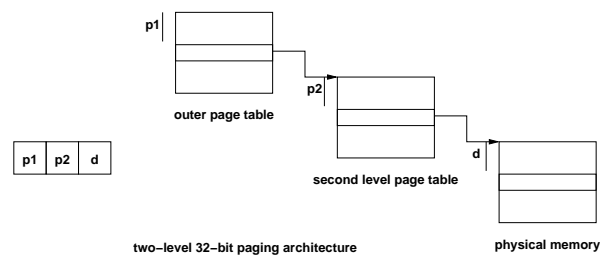 p1
outer page table
p2
p1 p2 d
second level page table
d
two−level 32−bit paging architecture
physical memory